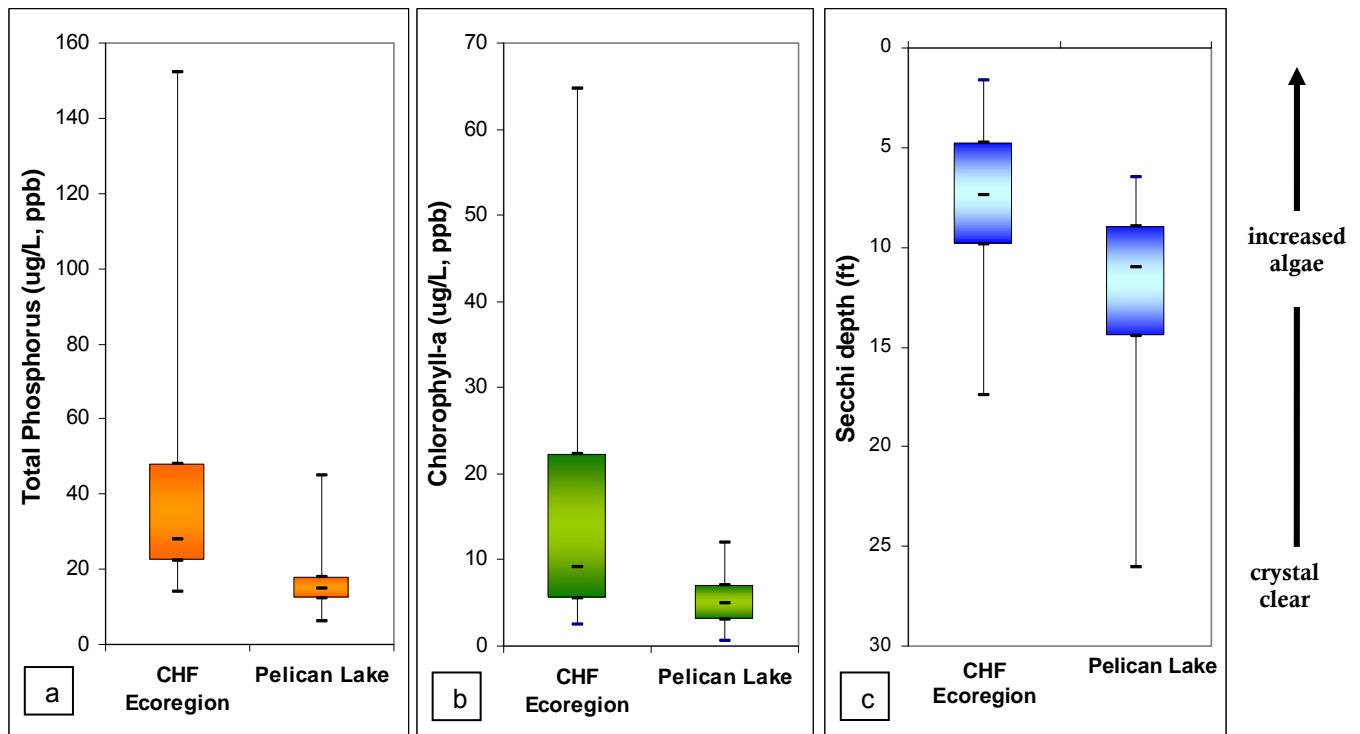 Total Phosphorus (ug/L, ppb)
160
140
120
100
80
60
40
20
0
CHF
Ecoregion
Pelican Lake
a
Chlorophyll-a (ug/L, ppb)
70
60
50
40
30
20
10
0
CHF
Ecoregion
Pelican Lake
b
Secchi depth (ft)
0
5
10
15
20
25
30
CHF
Ecoregion
Pelican Lake
c
increased
algae
crystal
clear